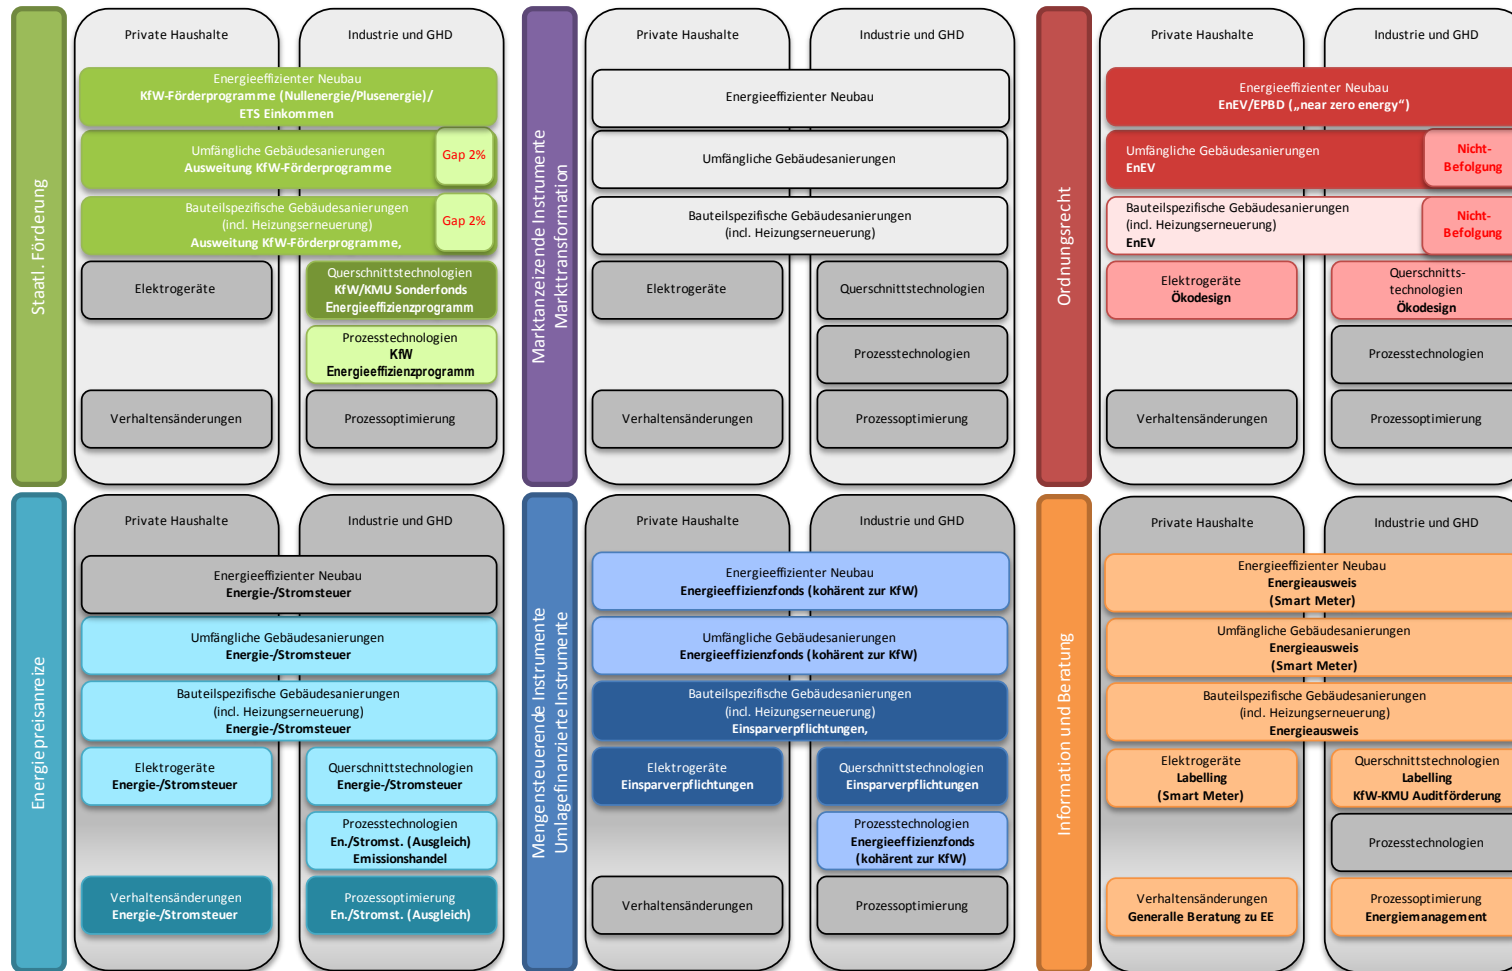 Staatl. Förderung
Private Haushalte
Industrie und GHD
Energieeffizienter Neubau
KfW-Förderprogramme (Nullenergie/Plusenergie)/
ETS Einkommen
Umfängliche Gebäudesanierungen
Ausweitung KfW-Förderprogramme
Gap 2%
Bauteilspezifische Gebäudesanierungen
(incl. Heizungserneuerung)
Ausweitung KfW-Förderprogramme,
Gap 2%
Elektrogeräte
Querschnittstechnologien
KfW/KMU Sonderfonds
Energieeffizienzprogramm
Prozesstechnologien
KfW
Energieeffizienzprogramm
Verhaltensänderungen
Prozessoptimierung
Marktanreizende Instrumente
Markttransformation
Private Haushalte
Industrie und GHD
Energieeffizienter Neubau
Umfängliche Gebäudesanierungen
Bauteilspezifische Gebäudesanierungen
(incl. Heizungserneuerung)
Elektrogeräte
Querschnittstechnologien
Prozesstechnologien
Verhaltensänderungen
Prozessoptimierung
Ordnungsrecht
Private Haushalte
Industrie und GHD
Energieeffizienter Neubau
EnEV/EPBD („near zero energy“)
Umfängliche Gebäudesanierungen
EnEV
Nicht-
Befolgung
Bauteilspezifische Gebäudesanierungen
(incl. Heizungserneuerung)
EnEV
Nicht-
Befolgung
Elektrogeräte
Ökodesign
Querschnitts-
technologien
Ökodesign
Prozesstechnologien
Verhaltensänderungen
Prozessoptimierung
Energiepreisanreize
Private Haushalte
Industrie und GHD
Energieeffizienter Neubau
Energie-/Stromsteuer
Umfängliche Gebäudesanierungen
Energie-/Stromsteuer
Bauteilspezifische Gebäudesanierungen
(incl. Heizungserneuerung)
Energie-/Stromsteuer
Elektrogeräte
Energie-/Stromsteuer
Querschnittstechnologien
Energie-/Stromsteuer
Prozesstechnologien
En./Stromst. (Ausgleich)
Emissionshandel
Verhaltensänderungen
Energie-/Stromsteuer
Prozessoptimierung
En./Stromst. (Ausgleich)
Mengensteuerende Instrumente
Umlagefinanzierte Instrumente
Private Haushalte
Industrie und GHD
Energieeffizienter Neubau
Energieeffizienzfonds (kohärent zur KfW)
Umfängliche Gebäudesanierungen
Energieeffizienzfonds (kohärent zur KfW)
Bauteilspezifische Gebäudesanierungen
(incl. Heizungserneuerung)
Einsparverpflichtungen,
Elektrogeräte
Einsparverpflichtungen
Querschnittstechnologien
Einsparverpflichtungen
Prozesstechnologien
Energieeffizienzfonds
(kohärent zur KfW)
Verhaltensänderungen
Prozessoptimierung
Information und Beratung
Private Haushalte
Industrie und GHD
Energieeffizienter Neubau
Energieausweis
(Smart Meter)
Umfängliche Gebäudesanierungen
Energieausweis
(Smart Meter)
Bauteilspezifische Gebäudesanierungen
(incl. Heizungserneuerung)
Energieausweis
Elektrogeräte
Labelling
(Smart Meter)
Querschnittstechnologien
Labelling
KfW-KMU Auditförderung
Prozesstechnologien
Verhaltensänderungen
Generalle Beratung zu EE
Prozessoptimierung
Energiemanagement